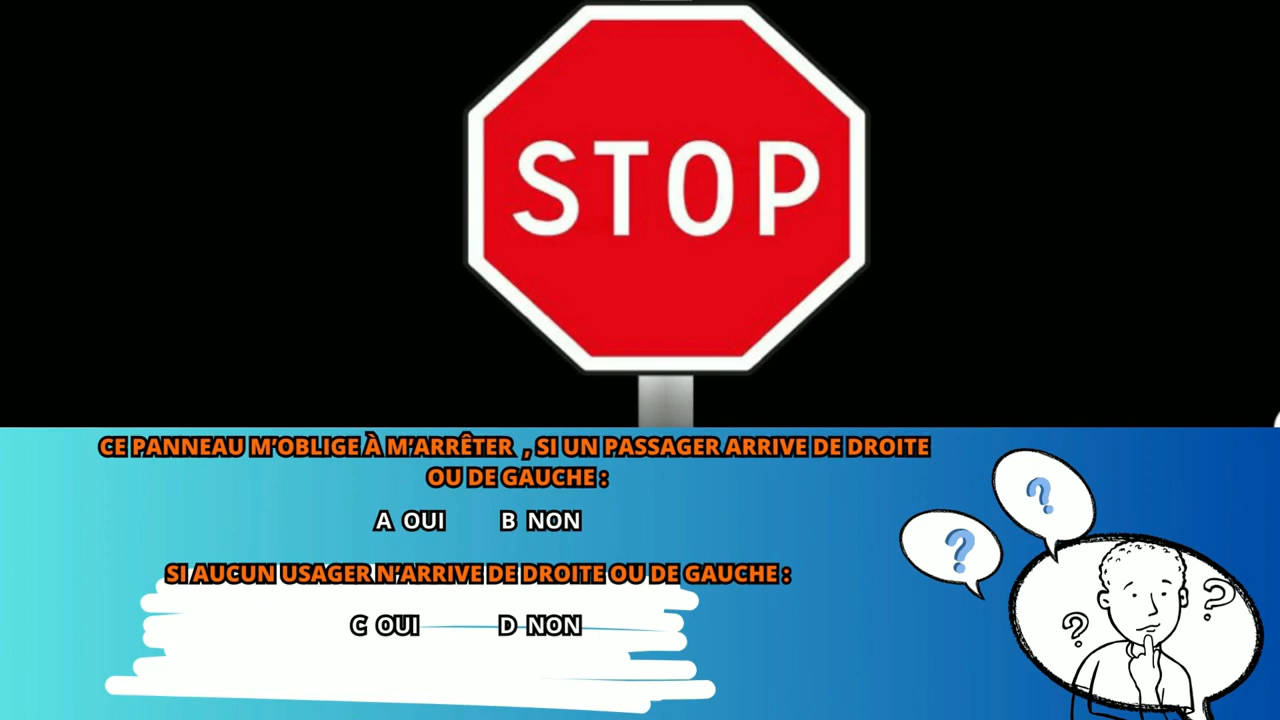 STOP
CE PANNEAU M'OBLIGE À M'ARRÊTER , SI UN PASSAGER ARRIVE DE DROITE
OU DE GAUCHE :
A OUI B NON
SI AUCUN USAGER N'ARRIVE DE DROITE OU DE GAUCHE :
C OUI D NON
? ?
? ?